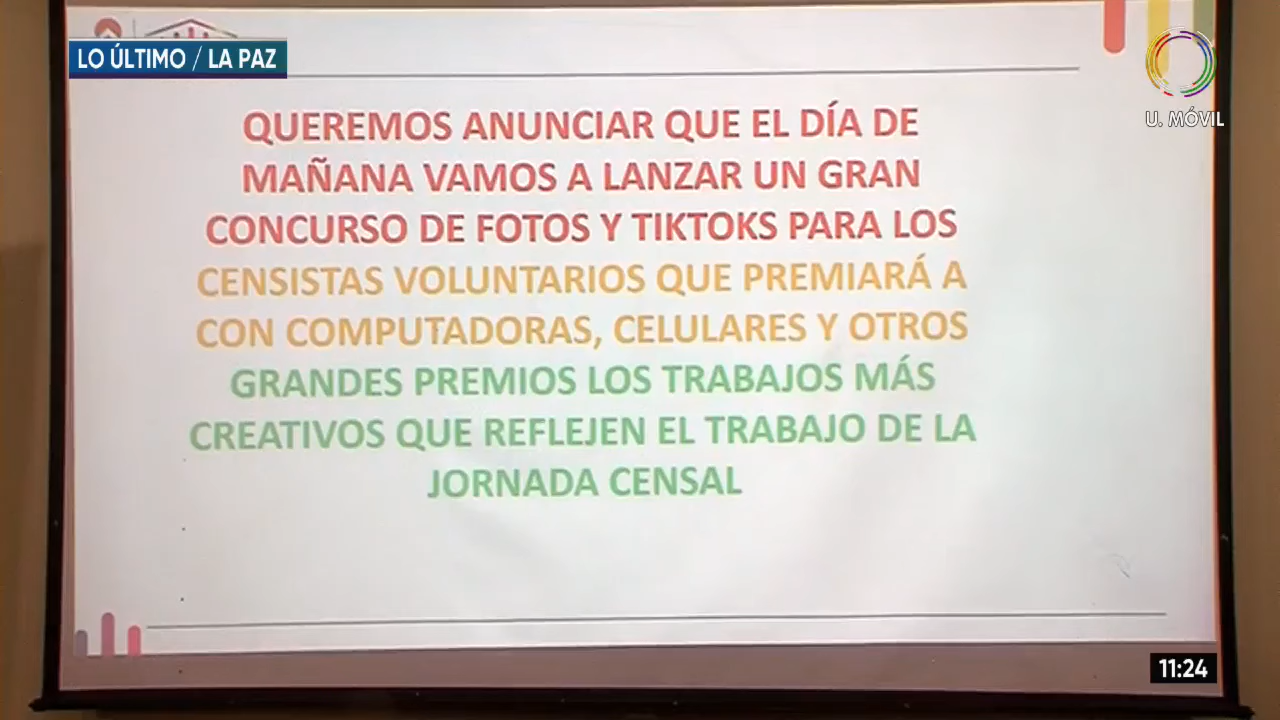 LO ÚLTIMO / LA PAZ
U. MÓVIL
QUEREMOS ANUNCIAR QUE EL DÍA DE
MAÑANA VAMOS A LANZAR UN GRAN
CONCURSO DE FOTOS Y TIKTOKS PARA LOS
CENSISTAS VOLUNTARIOS QUE PREMIARÁ A
CON COMPUTADORAS, CELULARES Y OTROS
GRANDES PREMIOS LOS TRABAJOS MÁS
CREATIVOS QUE REFLEJEN EL TRABAJO DE LA
JORNADA CENSAL
11:24